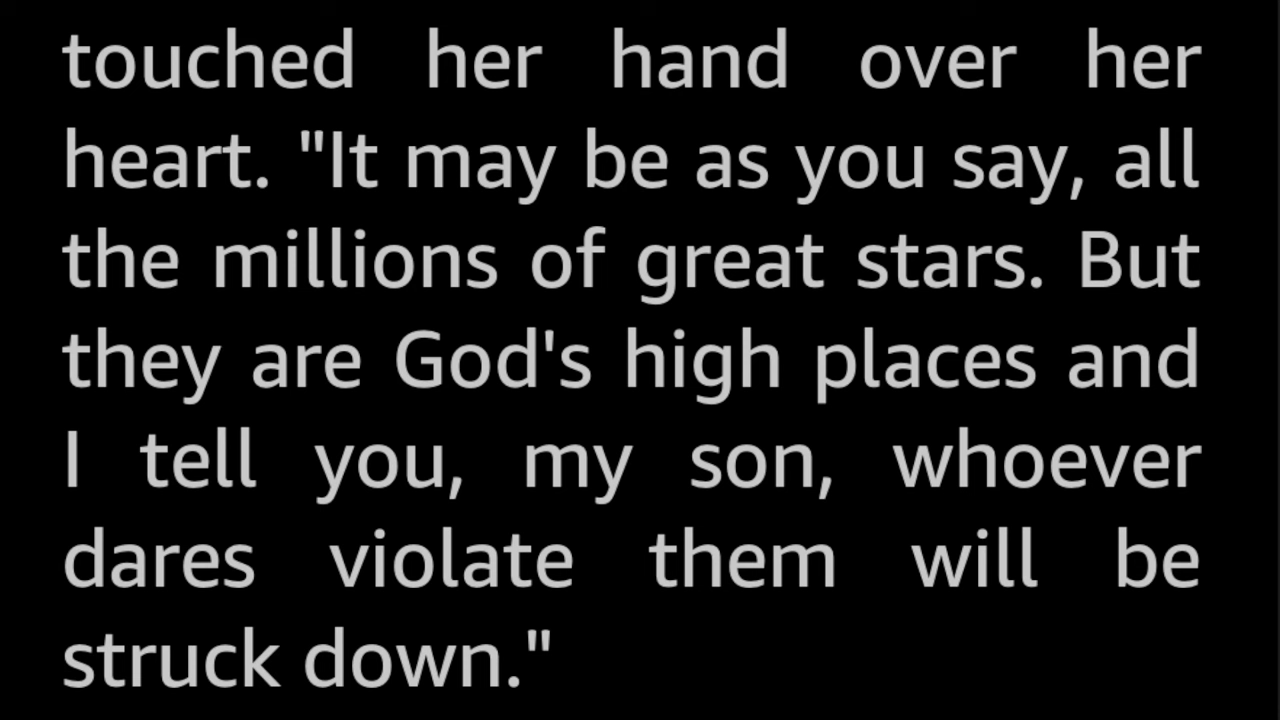 touched her hand over her
heart. "It may be as you say, all
the millions of great stars. But
they are God's high places and
I tell you, my son, whoever
dares violate them will be
struck down."